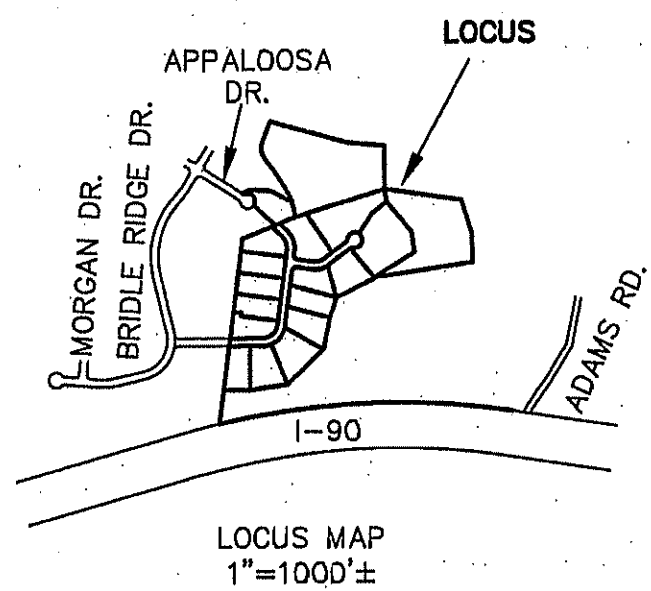 LOCUS
APPALOOSA
DR.
MORGAN DR.
BRIDLE RIDGE DR.
ADAMS RD.
I-90
LOCUS MAP
1"=1000'±